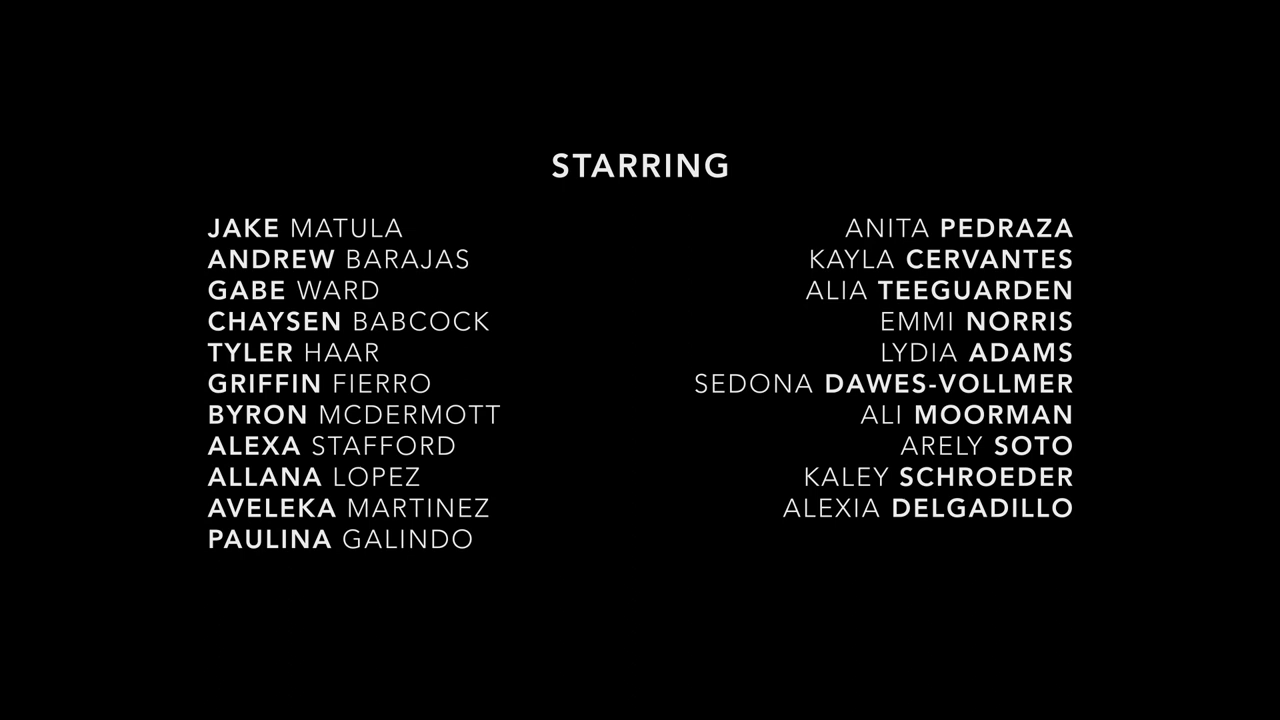 STARRING
JAKE MATULA
ANDREW BARAJAS
GABE WARD
CHAYSEN BABCOCK
TYLER HAAR
GRIFFIN FIERRO
BYRON MCDERMOTT
ALEXA STAFFORD
ALLANA LOPEZ
AVELEKA MARTINEZ
PAULINA GALINDO
ANITA PEDRAZA
KAYLA CERVANTES
ALIA TEEGUARDEN
EMMI NORRIS
LYDIA ADAMS
SEDONA DAWES-VOLLMER
ALI MOORMAN
ARELY SOTO
KALEY SCHROEDER
ALEXIA DELGADILLO